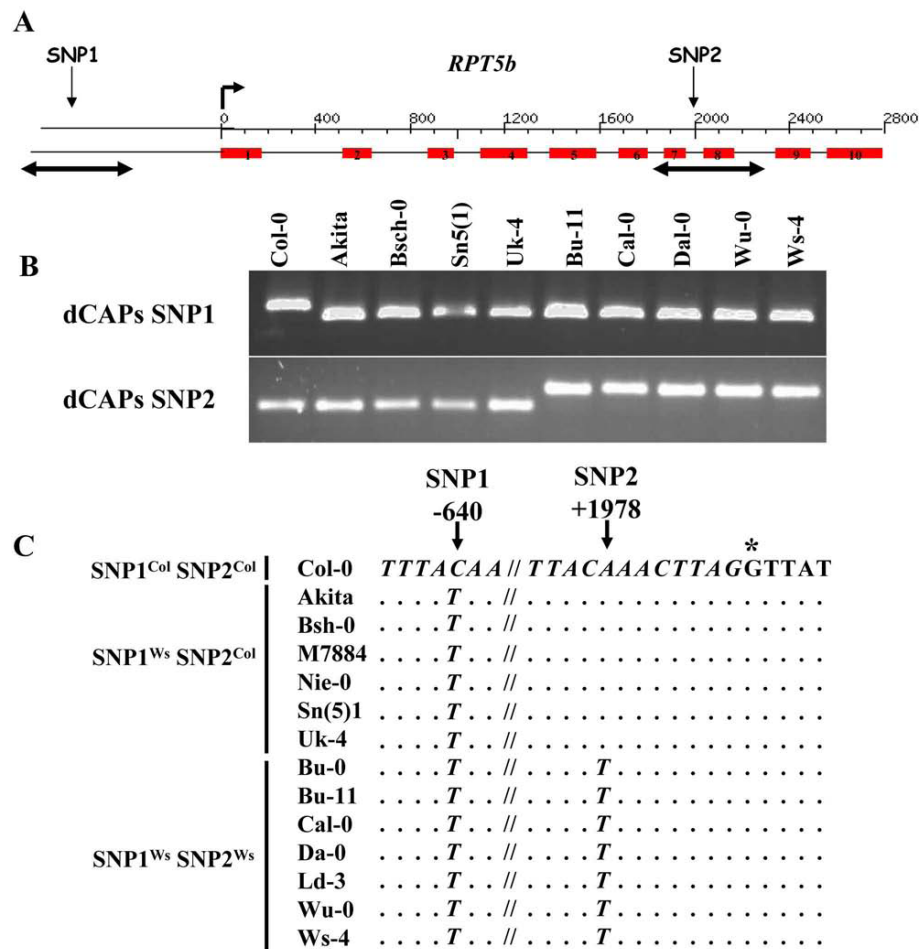 A
SNP1
RPT5b
SNP2
0 400 800 1200 1600 2000 2400 2800
1 2 3 4 5 6 7 8 9 10
B
Col-0 Akita Bsch-0 Sn5(1) Uk-4 Bu-11 Cal-0 Dal-0 Wu-0 Ws-4
dCAPs SNP1
dCAPs SNP2
SNP1 SNP2
-640 +1978
C
*
SNP1Col SNP2Col Col-0 TTTACAA // TTACAAACTTAGGTTAT
Akita . . . . T . . // . . . . . . . . . . . . . . . . .
Bsh-0 . . . . T . . // . . . . . . . . . . . . . . . . .
SNP1Ws SNP2Col M7884 . . . . T . . // . . . . . . . . . . . . . . . . .
Nie-0 . . . . T . . // . . . . . . . . . . . . . . . . .
Sn(5)1 . . . . T . . // . . . . . . . . . . . . . . . . .
Uk-4 . . . . T . . // . . . . . . . . . . . . . . . . .
Bu-0 . . . . T . . // . . . . T . . . . . . . . . . . .
Bu-11 . . . . T . . // . . . . T . . . . . . . . . . . .
Cal-0 . . . . T . . // . . . . T . . . . . . . . . . . .
SNP1Ws SNP2Ws Da-0 . . . . T . . // . . . . T . . . . . . . . . . . .
Ld-3 . . . . T . . // . . . . T . . . . . . . . . . . .
Wu-0 . . . . T . . // . . . . T . . . . . . . . . . . .
Ws-4 . . . . T . . // . . . . T . . . . . . . . . . . .